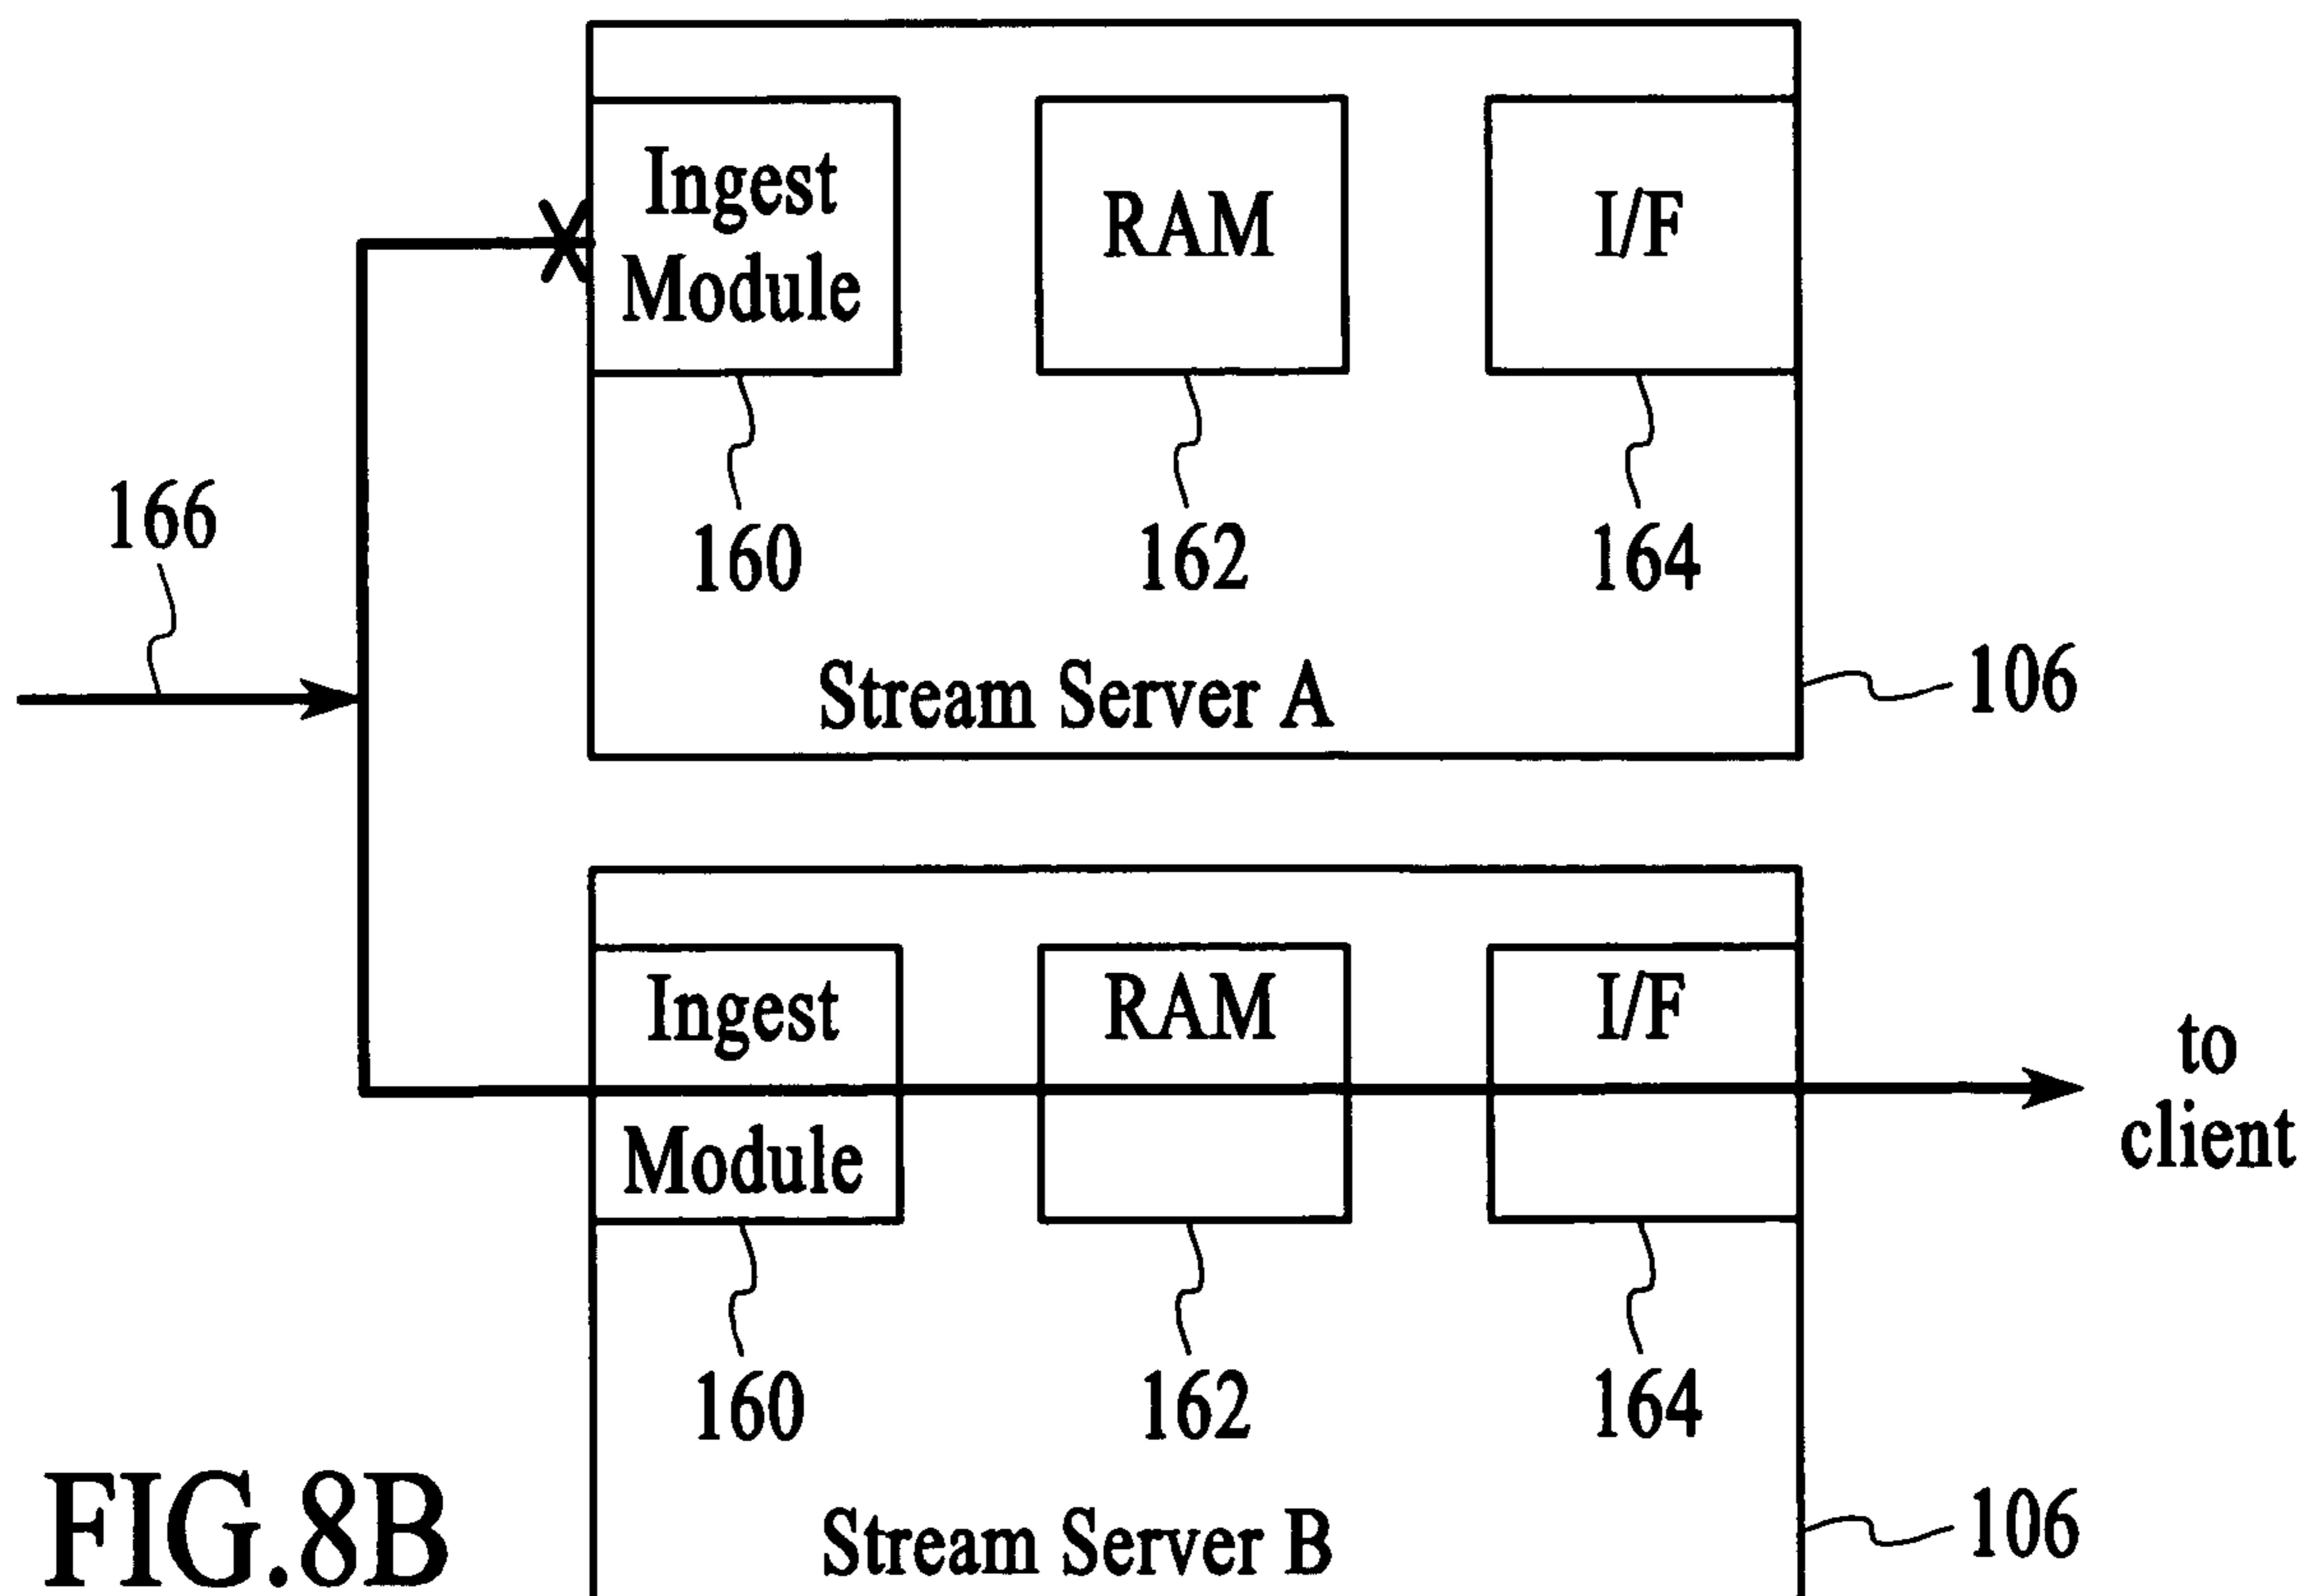 Ingest
Module
RAM
I/F
160
162
164
166
Stream Server A
106
Ingest
Module
RAM
I/F
to
client
160
162
164
Stream Server B
106
FIG.8B